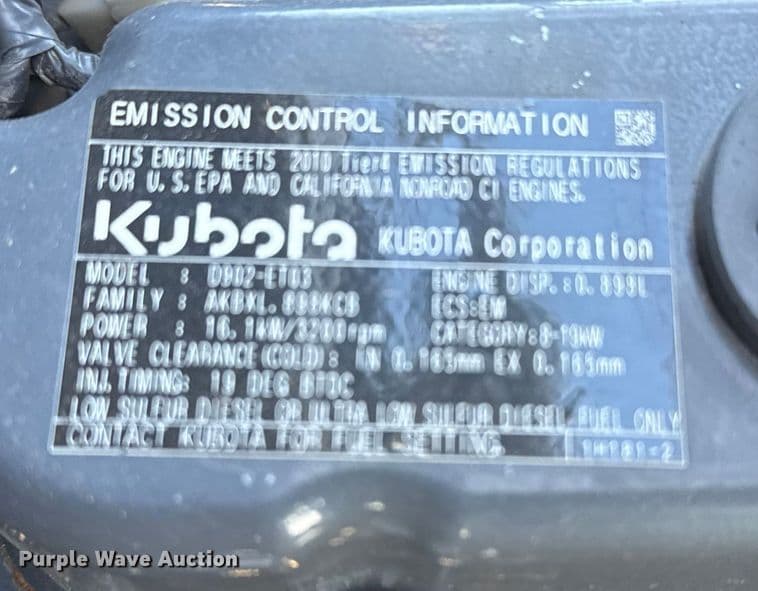 EMISSION CONTROL INFORMATION
THIS ENGINE MEETS 2010 Tier4 EMISSION REGULATIONS
FOR U.S.EPA AND CALIFORNIA NONROAD CI ENGINES.
Kubota KUBOTA Corporation
MODEL : D902-ET03 ENGINE DISP.:0.898L
FAMILY : ECS:EM
POWER : 16.1kW/3200rpm CATEGORY:8-19kW
VALVE CLEARANCE(COLD): IN 0.165mm EX 0.165mm
INJ.TIMING: DEG BTDC
LOW SULFUR DIESEL OR ULTRA LOW SULFUR DIESEL FUEL ONLY
CONTACT KUBOTA FOR FUEL SETTING.
Purple Wave Auction